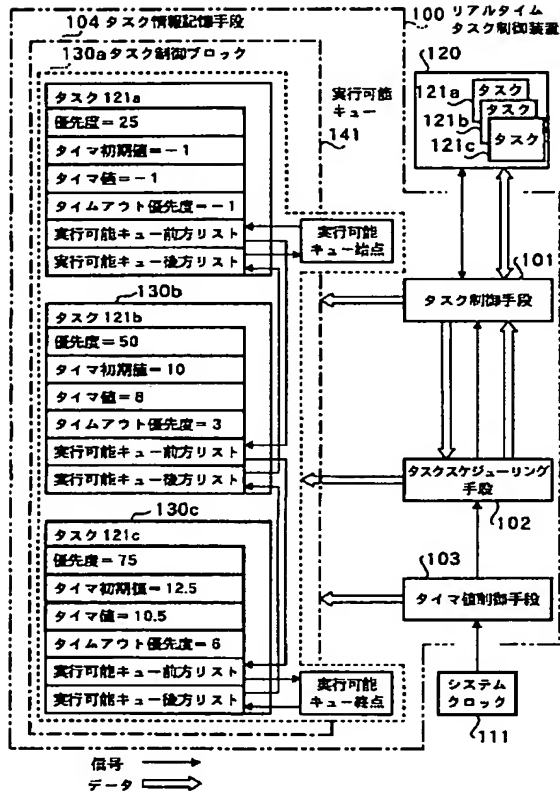 104 タスク情報記憶手段
100 リアルタイム
タスク制御装置
130a タスク制御ブロック
120
タスク 121a
優先度=25
タイマ初期値=-1
タイマ値=-1
タイムアウト優先度=-1
実行可能キュー前方リスト
実行可能キュー後方リスト
実行可能
キュー
141
121a
121b
121c
タスク
タスク
タスク
実行可能
キュー始点
101
タスク制御手段
130b
タスク 121b
優先度=50
タイマ初期値=10
タイマ値=8
タイムアウト優先度=3
実行可能キュー前方リスト
実行可能キュー後方リスト
タスクスケジューリング
手段
102
130c
タスク 121c
優先度=75
タイマ初期値=12.5
タイマ値=10.5
タイムアウト優先度=6
実行可能キュー前方リスト
実行可能キュー後方リスト
103
タイマ値制御手段
実行可能
キュー終点
システム
クロック
111
信号
データ